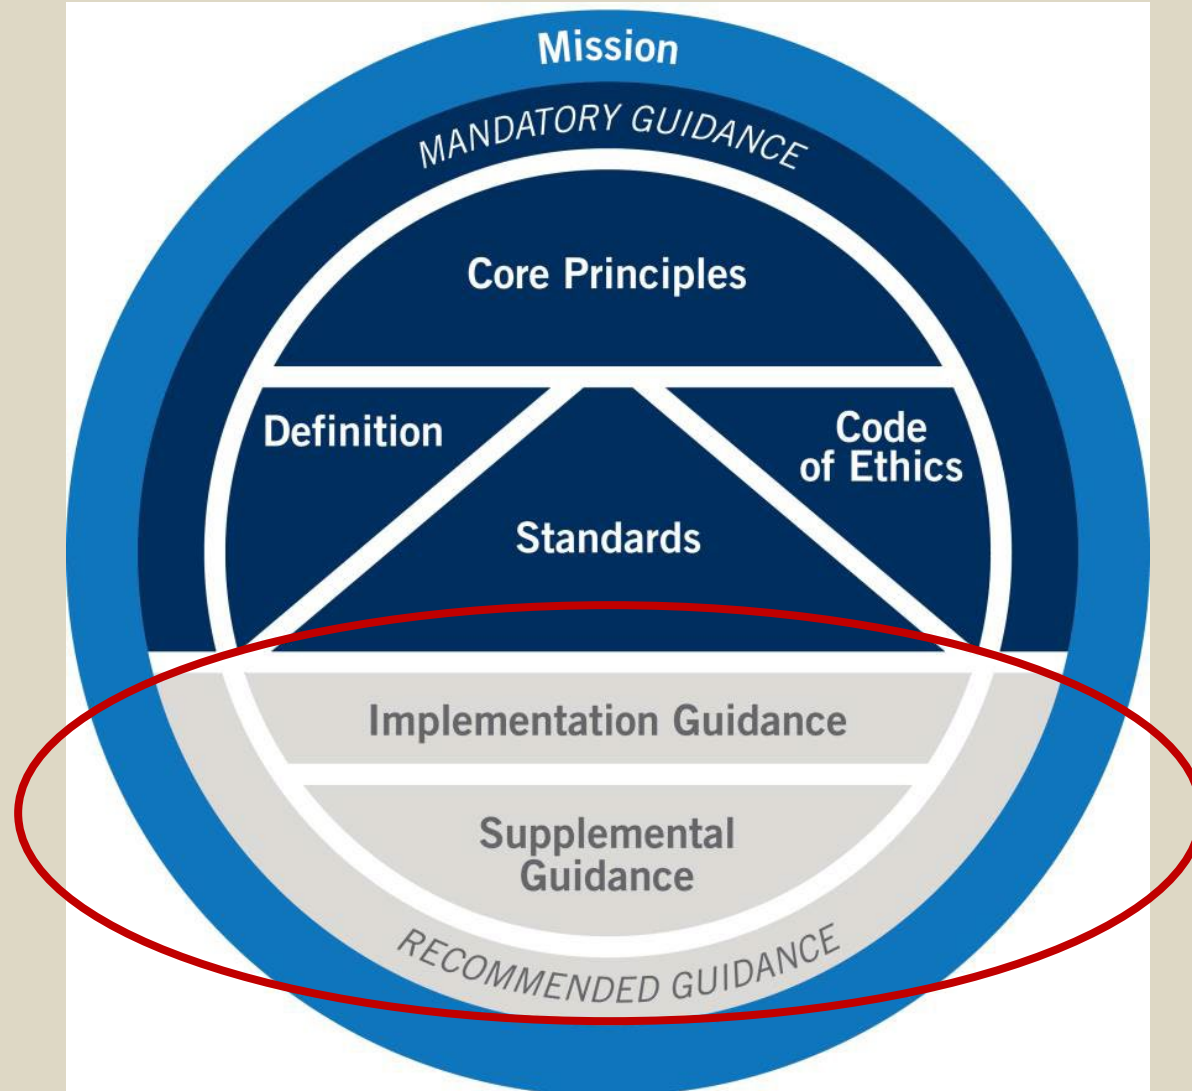 Mission
MANDATORY GUIDANCE
Core Principles
Definition
Code
of Ethics
Standards
Implementation Guidance
Supplemental
Guidance
RECOMMENDED GUIDANCE